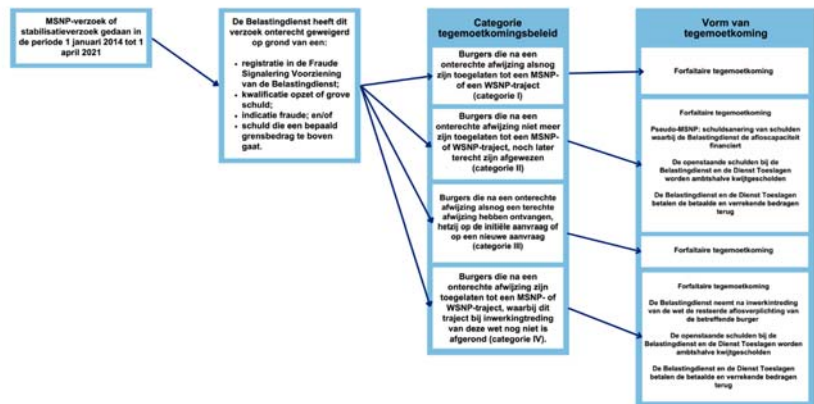 MSNP-verzoek of
stabilisatieverzoek gedaan in
de periode 1 januari 2014 tot 1
april 2021
De Belastingdienst heeft dit
verzoek onterecht geweigerd
op grond van een:
• registratie in de Fraude
Signalering Voorziening
van de Belastingdienst;
• kwalificatie opzet of grove
schuld;
• indicatie fraude; en/of
• schuld die een bepaald
grensbedrag te boven
gaat.
Categorie
tegemoetkomingsbeleid
Burgers die na een
onterechte afwijzing alsnog
zijn toegelaten tot een MSNP-
of een WSNP-traject
(categorie I)
Burgers die na een
onterechte afwijzing niet meer
zijn toegelaten tot een MSNP-
of WSNP-traject, noch later
terecht zijn afgewezen
(categorie II)
Burgers die na een onterechte
afwijzing alsnog een terechte
afwijzing hebben ontvangen,
hetzij op de initiële aanvraag of
op een nieuwe aanvraag
(categorie III)
Burgers die na een
onterechte afwijzing zijn
toegelaten tot een MSNP- of
WSNP-traject, waarbij dit
traject bij inwerkingtreding
van deze wet nog niet is
afgerond (categorie IV).
Vorm van
tegemoetkoming
Forfaitaire tegemoetkoming
Forfaitaire tegemoetkoming
Pseudo-MSNP: schuldsanering van schulden
waarbij de Belastingdienst de afloscapaciteit
financiert
De openstaande schulden bij de
Belastingdienst en de Dienst Toeslagen
worden ambtshalve kwijtgescholden
De Belastingdienst en de Dienst Toeslagen
betalen de betaalde en verrekende bedragen
terug
Forfaitaire tegemoetkoming
Forfaitaire tegemoetkoming
De Belastingdienst neemt na inwerkintreding
van de wet de resteerde aflosverplichting van
de betreffende burger
De openstaande schulden bij de
Belastingdienst en de Dienst Toeslagen worden
ambtshalve kwijtgescholden
De Belastingdienst en de Dienst Toeslagen
betalen de betaalde en verrekende bedragen
terug